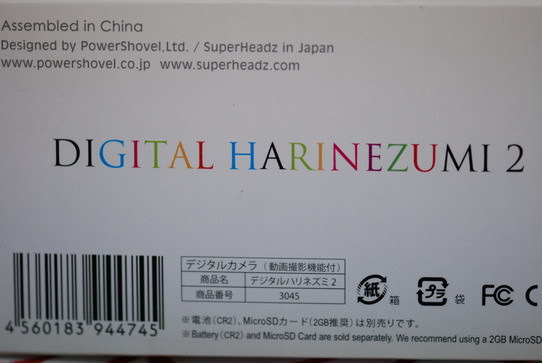 Assembled in China
Designed by PowerShovel,Ltd. / SuperHeadz in Japan
www.powershovel.co.jp www.superheadz.com
DIGITAL HARINEZUMI 2
デジタルカメラ（動画撮影機能付）
商品名 デジタルハリネズミ2
商品番号 3045
紙 箱 プラ 袋 FC C
4 560183 944745
※電池（CR2）、MicroSDカード（2GB推奨）は別売りです。
※Battery (CR2) and MicroSD Card are sold separately. We recommend using a 2GB MicroSD